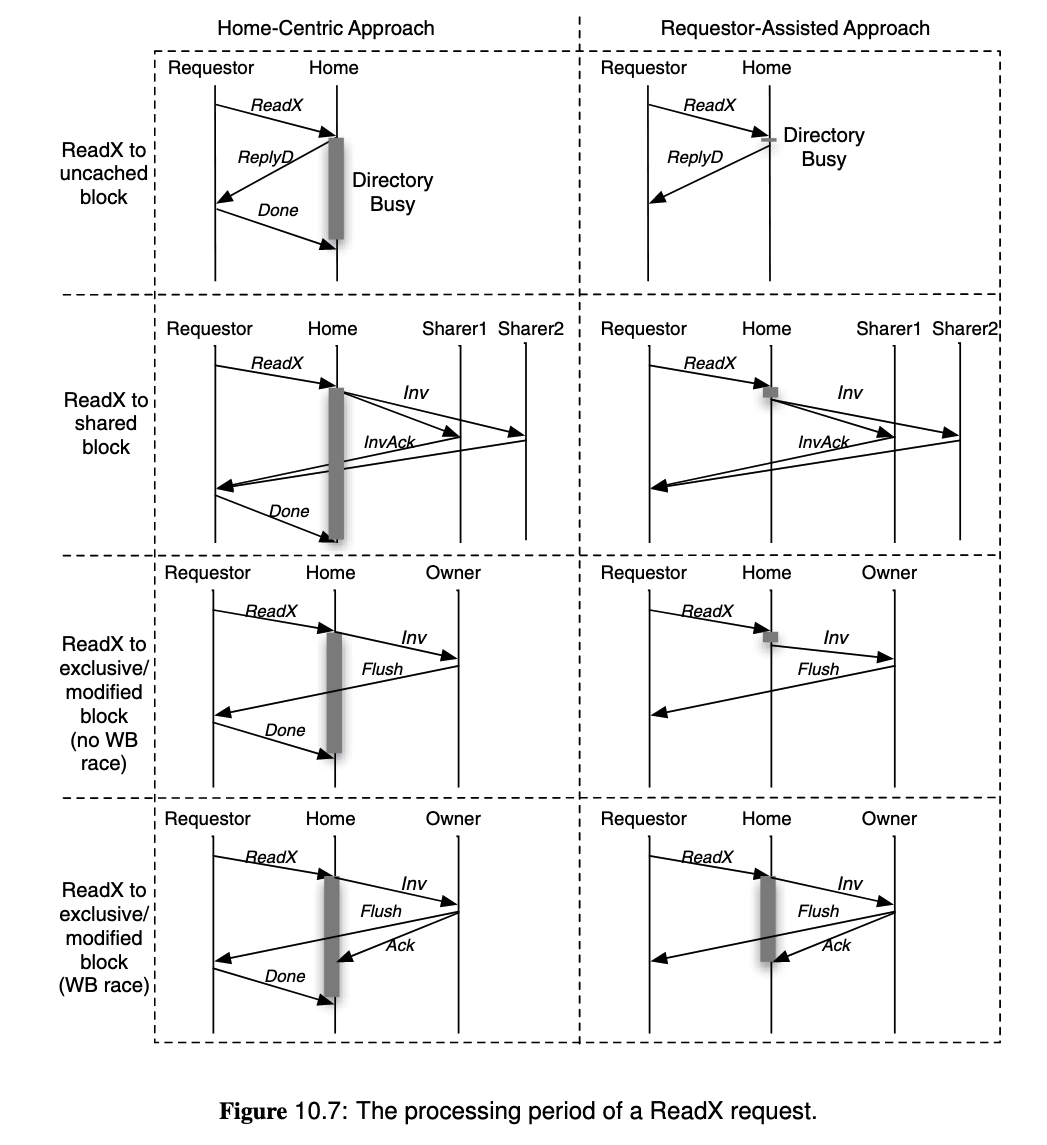 Home-Centric Approach
Requestor-Assisted Approach
ReadX to
uncached
block
Requestor
Home
ReadX
ReplyD
Directory
Busy
Done
Requestor
Home
ReadX
Directory
Busy
ReplyD
ReadX to
shared
block
Requestor
Home
Sharer1
Sharer2
ReadX
Inv
InvAck
Done
Requestor
Home
Sharer1
Sharer2
ReadX
Inv
InvAck
ReadX to
exclusive/
modified
block
(no WB
race)
Requestor
Home
Owner
ReadX
Inv
Flush
Done
Requestor
Home
Owner
ReadX
Inv
Flush
ReadX to
exclusive/
modified
block
(WB race)
Requestor
Home
Owner
ReadX
Inv
Flush
Ack
Done
Requestor
Home
Owner
ReadX
Inv
Flush
Ack
Figure 10.7: The processing period of a ReadX request.